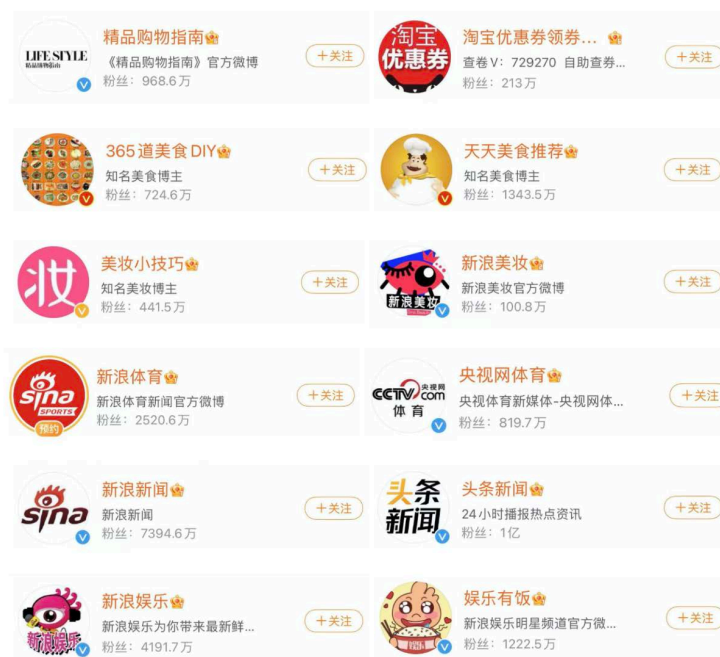 LIFE STYLE
精品购物指南
精品购物指南
《精品购物指南》官方微博
粉丝：968.6万
+关注
淘宝
优惠券
淘宝优惠券领券...
查卷V：729270 自助查券...
粉丝：213万
+关注
365道美食DIY
知名美食博主
粉丝：724.6万
+关注
天天美食推荐
知名美食博主
粉丝：1343.5万
+关注
妆
美妆小技巧
知名美妆博主
粉丝：441.5万
+关注
新浪美妆
新浪美妆
新浪美妆官方微博
粉丝：100.8万
+关注
sina
SPORTS
预约
新浪体育
新浪体育新闻官方微博
粉丝：2520.6万
+关注
CCTV.com 央视网
体育
央视网体育
央视体育新媒体-央视网体...
粉丝：819.7万
+关注
sina
新浪新闻
新浪新闻
粉丝：7394.6万
+关注
头条
新闻
头条新闻
24小时播报热点资讯
粉丝：1亿
+关注
新浪娱乐
新浪娱乐
新浪娱乐为你带来最新鲜...
粉丝：4191.7万
+关注
娱乐有饭
新浪娱乐明星频道官方微...
粉丝：1222.5万
+关注